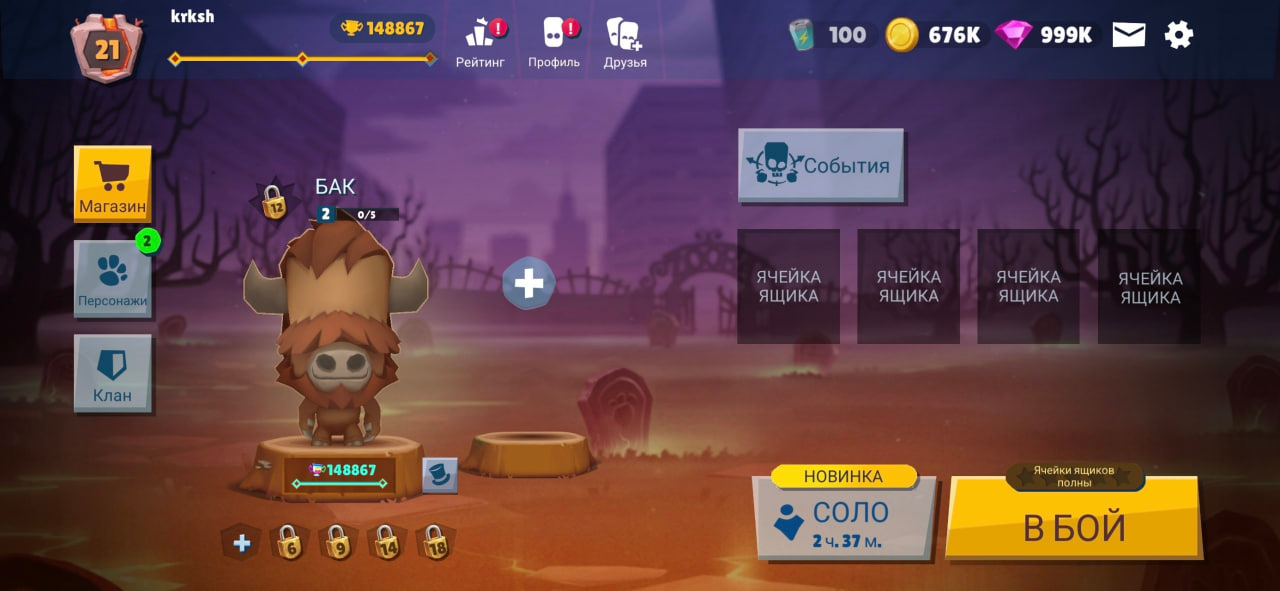 21
krksh
148867
Рейтинг
Профиль
Друзья
100
676K
999K
Магазин
2
Персонажи
Клан
12
БАК
2
0/5
События
ЯЧЕЙКА
ЯЩИКА
ЯЧЕЙКА
ЯЩИКА
ЯЧЕЙКА
ЯЩИКА
ЯЧЕЙКА
ЯЩИКА
148867
6
9
14
18
НОВИНКА
СОЛО
2 ч. 37 м.
Ячейки ящиков
полны
В БОЙ